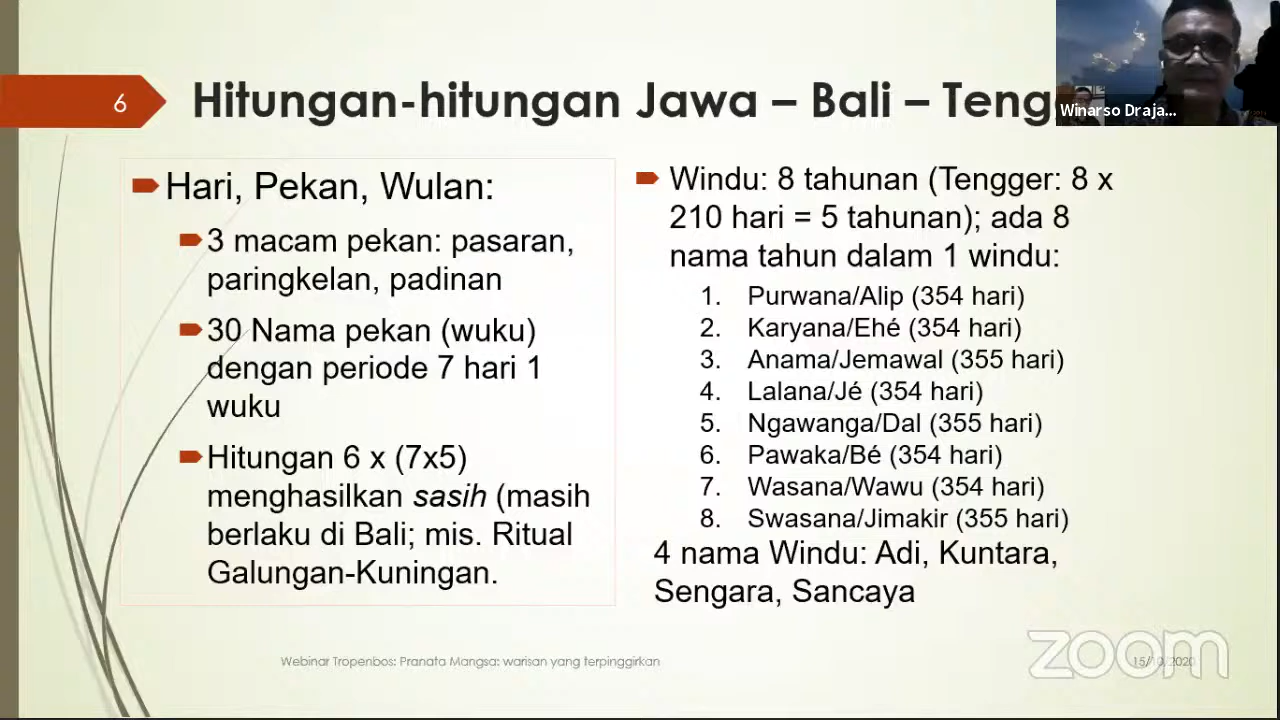 6
Hitungan-hitungan Jawa – Bali – Teng
Winarso Draja...
Hari, Pekan, Wulan:
3 macam pekan: pasaran,
paringkelan, padinan
30 Nama pekan (wuku)
dengan periode 7 hari 1
wuku
Hitungan 6 x (7x5)
menghasilkan sasih (masih
berlaku di Bali; mis. Ritual
Galungan-Kuningan.
Windu: 8 tahunan (Tengger: 8 x
210 hari = 5 tahunan); ada 8
nama tahun dalam 1 windu:
1. Purwana/Alip (354 hari)
2. Karyana/Ehé (354 hari)
3. Anama/Jemawal (355 hari)
4. Lalana/Jé (354 hari)
5. Ngawanga/Dal (355 hari)
6. Pawaka/Bé (354 hari)
7. Wasana/Wawu (354 hari)
8. Swasana/Jimakir (355 hari)
4 nama Windu: Adi, Kuntara,
Sengara, Sancaya
Webinar Tropenbos: Pranata Mangsa: warisan yang terpinggirkan
15/10/2020
zoom